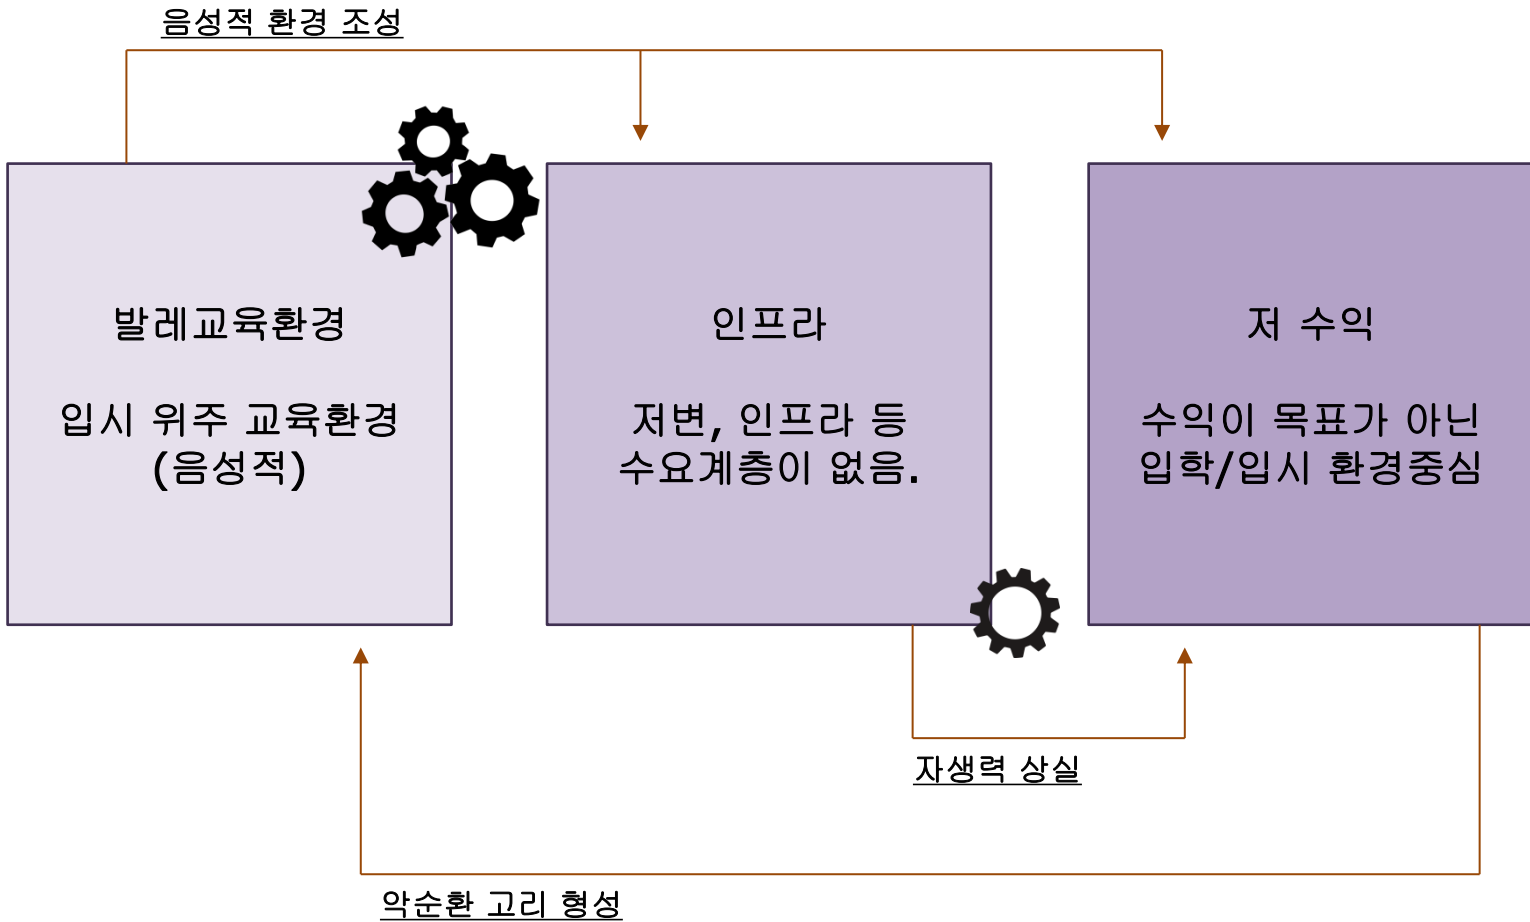 음성적 환경 조성
발레교육환경
입시 위주 교육환경
(음성적)
인프라
저변, 인프라 등
수요계층이 없음.
저 수익
수익이 목표가 아닌
입학/입시 환경중심
자생력 상실
악순환 고리 형성